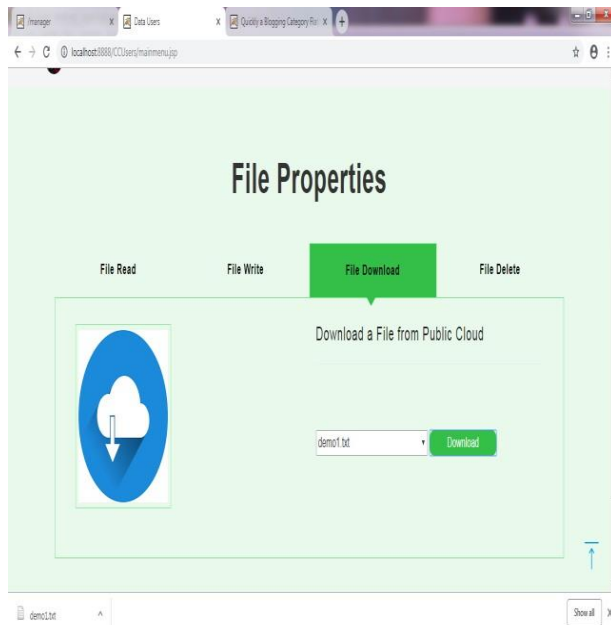 /manager
Data Users
Quickly a Blogging Category Flor
localhost:8888/CCUsers/mainmenu.jsp
File Properties
File Read
File Write
File Download
File Delete
Download a File from Public Cloud
demo1.txt
Download
demo1.txt
Show all